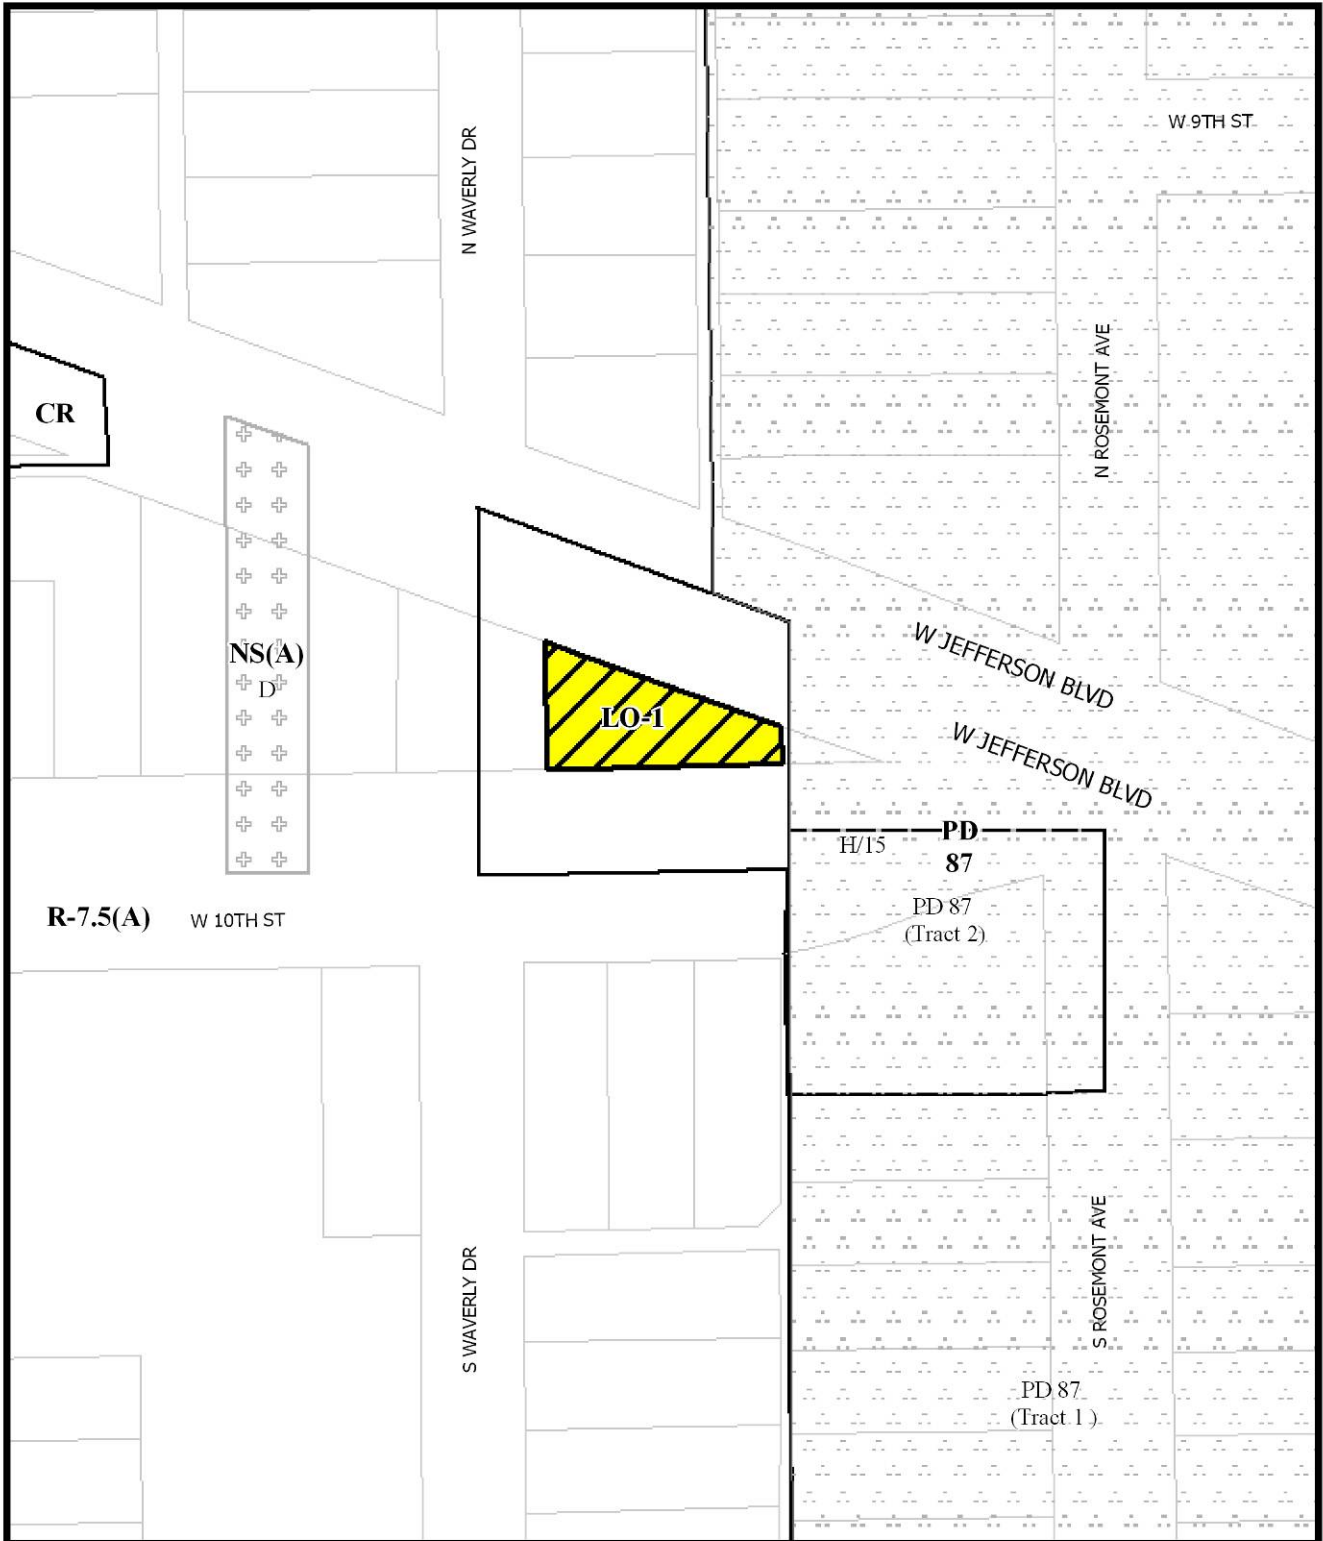 W 9TH ST
N WAVERLY DR
N ROSEMONT AVE
CR
NS(A)
D
W JEFFERSON BLVD
LO-1
W JEFFERSON BLVD
PD
87
H/15
PD 87
(Tract 2)
R-7.5(A)
W 10TH ST
S WAVERLY DR
S ROSEMONT AVE
PD 87
(Tract 1 )